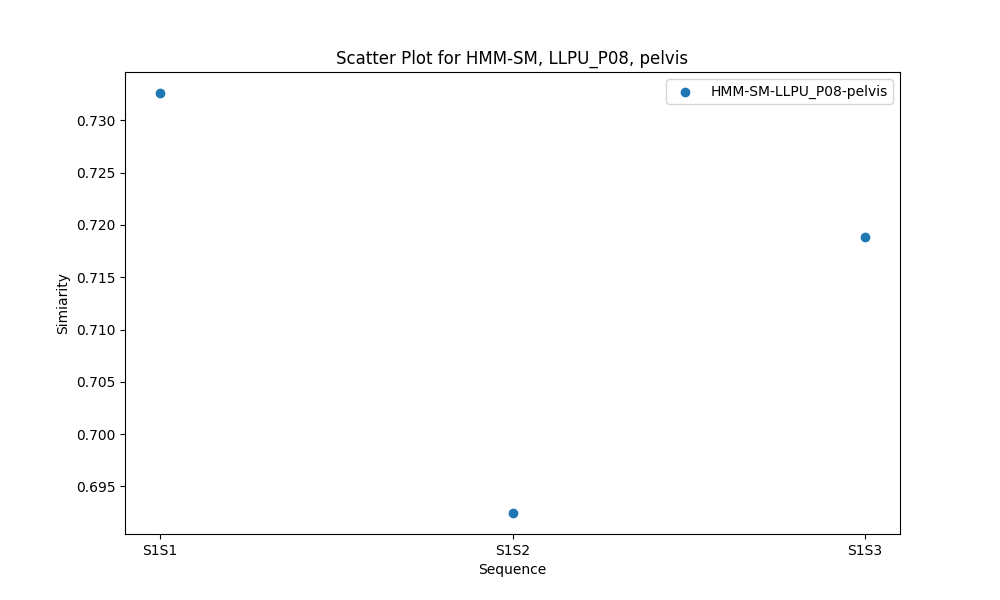 Scatter Plot for HMM-SM, LLPU_P08, pelvis
HMM-SM-LLPU_P08-pelvis
0.730
0.725
0.720
0.715
0.710
0.705
0.700
0.695
Simiarity
S1S1 S1S2 S1S3
Sequence